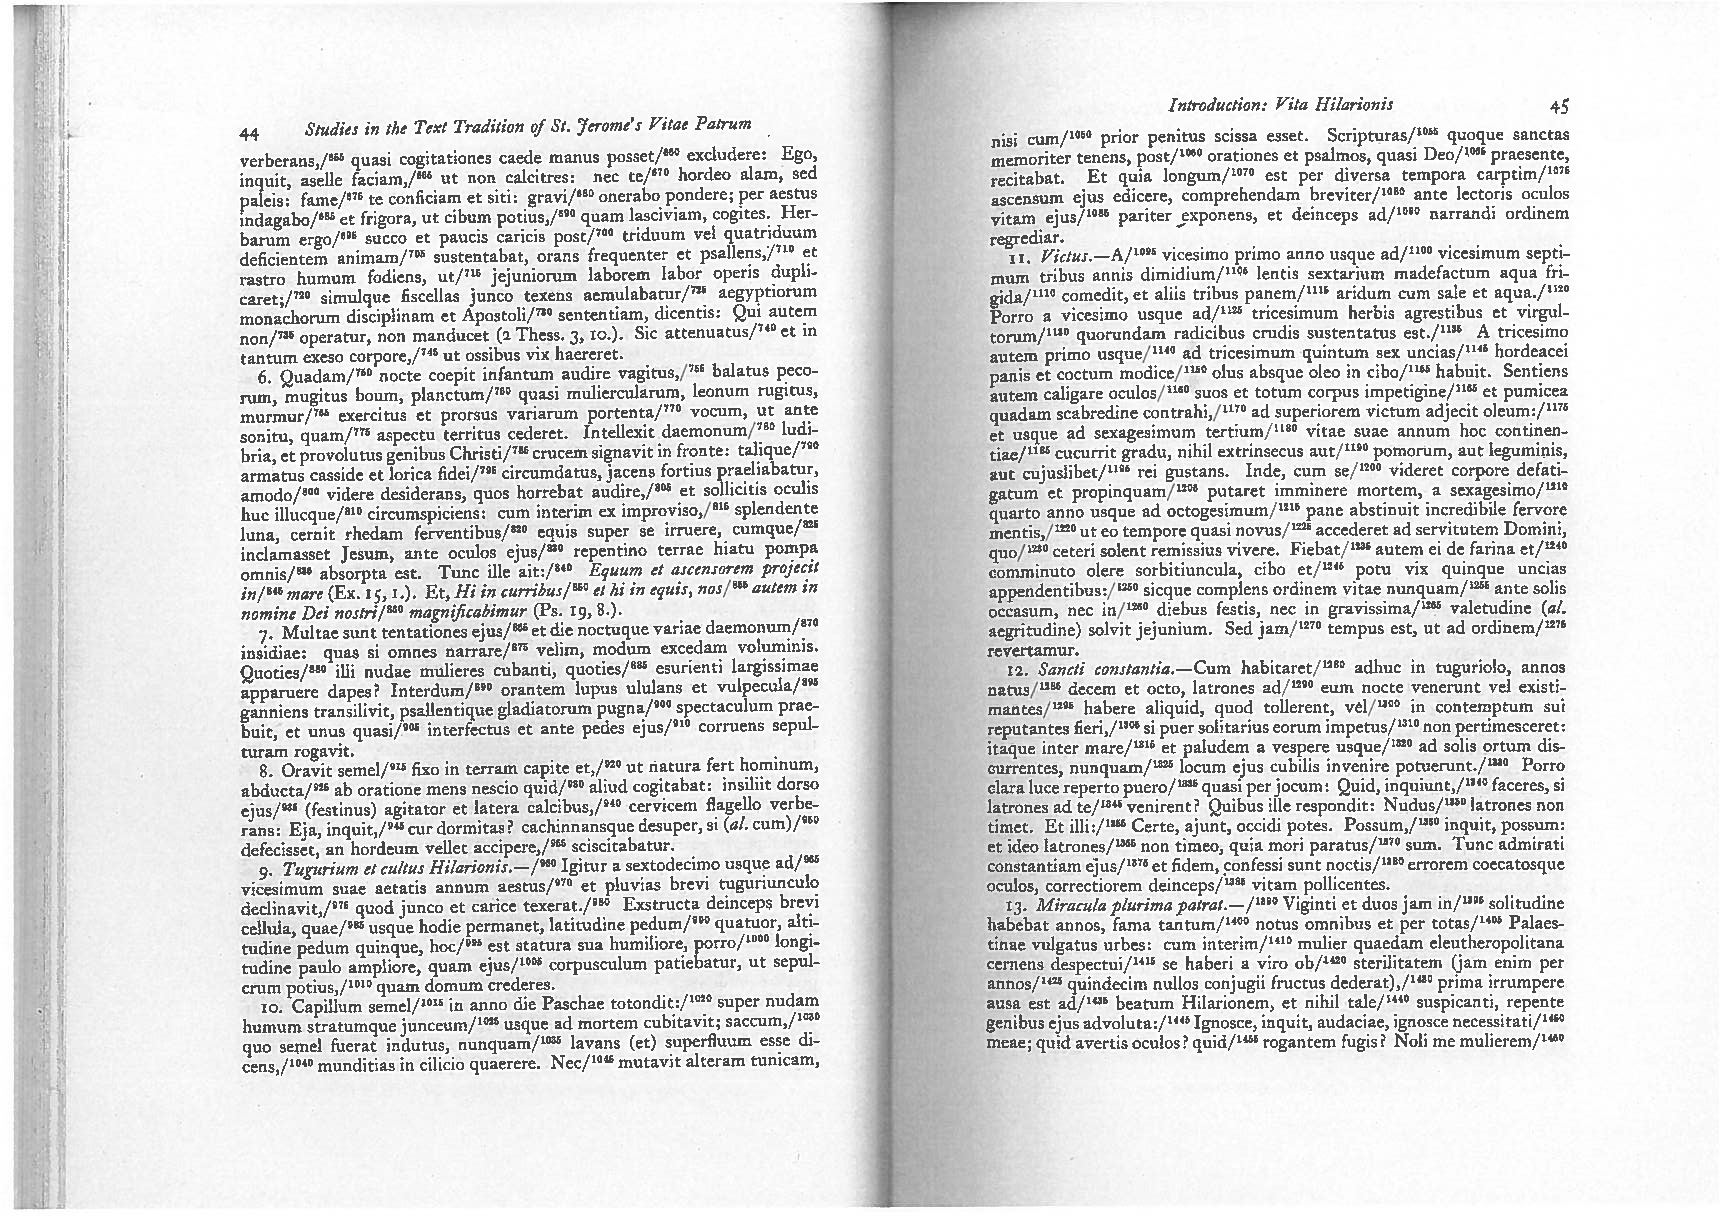 44 Studies in the Text Tradition of St. Jerome's Vitae Patrum
verberans,/⁶⁵⁵ quasi cogitationes caede manus posset/⁶⁶⁰ excludere: Ego,
inquit, aselle faciam,/⁶⁶⁵ ut non calcitres: nec te/⁶⁷⁰ hordeo alam, sed
paleis: fame/⁶⁷⁵ te conficiam et siti: gravi/⁶⁸⁰ onerabo pondere; per aestus
indagabo/⁶⁸⁵ et frigora, ut cibum potius,/⁶⁹⁰ quam lasciviam, cogites. Her-
barum ergo/⁶⁹⁵ succo et paucis caricis post/⁷⁰⁰ triduum vel quatriduum
deficientem animam/⁷⁰⁵ sustentabat, orans frequenter et psallens,/⁷¹⁰ et
rastro humum fodiens, ut/⁷¹⁵ jejuniorum laborem labor operis dupli-
caret;/⁷²⁰ simulque fiscellas junco texens aemulabatur/⁷²⁵ aegyptiorum
monachorum disciplinam et Apostoli/⁷³⁰ sententiam, dicentis: Qui autem
non/⁷³⁵ operatur, non manducet (2 Thess. 3, 10.). Sic attenuatus/⁷⁴⁰ et in
tantum exeso corpore,/⁷⁴⁵ ut ossibus vix haereret.
6. Quadam/⁷⁵⁰ nocte coepit infantum audire vagitus,/⁷⁵⁵ balatus peco-
rum, mugitus boum, planctum/⁷⁶⁰ quasi muliercularum, leonum rugitus,
murmur/⁷⁶⁵ exercitus et prorsus variarum portenta/⁷⁷⁰ vocum, ut ante
sonitu, quam/⁷⁷⁵ aspectu territus cederet. Intellexit daemonum/⁷⁸⁰ ludi-
bria, et provolutus genibus Christi/⁷⁸⁵ crucem signavit in fronte: talique/⁷⁹⁰
armatus casside et lorica fidei/⁷⁹⁵ circumdatus, jacens fortius praeliabatur,
amodo/⁸⁰⁰ videre desiderans, quos horrebat audire,/⁸⁰⁵ et sollicitis oculis
huc illucque/⁸¹⁰ circumspiciens: cum interim ex improviso,/⁸¹⁵ splendente
luna, cernit rhedam ferventibus/⁸²⁰ equis super se irruere, cumque/⁸²⁵
inclamasset Jesum, ante oculos ejus/⁸³⁰ repentino terrae hiatu pompa
omnis/⁸³⁵ absorpta est. Tunc ille ait:/⁸⁴⁰ Equum et ascensorem projecit
in/⁸⁴⁵ mare (Ex. 15, 1.). Et, Hi in curribus/⁸⁵⁰ et hi in equis, nos/⁸⁵⁵ autem in
nomine Dei nostri/⁸⁶⁰ magnificabimur (Ps. 19, 8.).
7. Multae sunt tentationes ejus/⁸⁶⁵ et die noctuque variae daemonum/⁸⁷⁰
insidiae: quas si omnes narrare/⁸⁷⁵ velim, modum excedam voluminis.
Quoties/⁸⁸⁰ illi nudae mulieres cubanti, quoties/⁸⁸⁵ esurienti largissimae
apparuere dapes? Interdum/⁸⁹⁰ orantem lupus ululans et vulpecula/⁸⁹⁵
ganniens transilivit, psallentique gladiatorum pugna/⁹⁰⁰ spectaculum prae-
buit, et unus quasi/⁹⁰⁵ interfectus et ante pedes ejus/⁹¹⁰ corruens sepul-
turam rogavit.
8. Oravit semel/⁹¹⁵ fixo in terram capite et,/⁹²⁰ ut natura fert hominum,
abducta/⁹²⁵ ab oratione mens nescio quid/⁹³⁰ aliud cogitabat: insiliit dorso
ejus/⁹³⁵ (festinus) agitator et latera calcibus,/⁹⁴⁰ cervicem flagello verbe-
rans: Eja, inquit,/⁹⁴⁵ cur dormitas? cachinnansque desuper, si (al. cum)/⁹⁵⁰
defecisset, an hordeum vellet accipere,/⁹⁵⁵ sciscitabatur.
9. Tugurium et cultus Hilarionis.—/⁹⁶⁰ Igitur a sextodecimo usque ad/⁹⁶⁵
vicesimum suae aetatis annum aestus/⁹⁷⁰ et pluvias brevi tuguriunculo
declinavit,/⁹⁷⁵ quod junco et carice texerat./⁹⁸⁰ Exstructa deinceps brevi
cellula, quae/⁹⁸⁵ usque hodie permanet, latitudine pedum/⁹⁹⁰ quatuor, alti-
tudine pedum quinque, hoc/⁹⁹⁵ est statura sua humiliore, porro/¹⁰⁰⁰ longi-
tudine paulo ampliore, quam ejus/¹⁰⁰⁵ corpusculum patiebatur, ut sepul-
crum potius,/¹⁰¹⁰ quam domum crederes.
10. Capillum semel/¹⁰¹⁵ in anno die Paschae totondit:/¹⁰²⁰ super nudam
humum stratumque junceum/¹⁰²⁵ usque ad mortem cubitavit; saccum,/¹⁰³⁰
quo semel fuerat indutus, nunquam/¹⁰³⁵ lavans (et) superfluum esse di-
cens,/¹⁰⁴⁰ munditias in cilicio quaerere. Nec/¹⁰⁴⁵ mutavit alteram tunicam,
Introduction: Vita Hilarionis 45
nisi cum/¹⁰⁵⁰ prior penitus scissa esset. Scripturas/¹⁰⁵⁵ quoque sanctas
memoriter tenens, post/¹⁰⁶⁰ orationes et psalmos, quasi Deo/¹⁰⁶⁵ praesente,
recitabat. Et quia longum/¹⁰⁷⁰ est per diversa tempora carptim/¹⁰⁷⁵
ascensum ejus edicere, comprehendam breviter/¹⁰⁸⁰ ante lectoris oculos
vitam ejus/¹⁰⁸⁵ pariter exponens, et deinceps ad/¹⁰⁹⁰ narrandi ordinem
regrediar.
11. Victus.—A/¹⁰⁹⁵ vicesimo primo anno usque ad/¹¹⁰⁰ vicesimum septi-
mum tribus annis dimidium/¹¹⁰⁵ lentis sextarium madefactum aqua fri-
gida/¹¹¹⁰ comedit, et aliis tribus panem/¹¹¹⁵ aridum cum sale et aqua./¹¹²⁰
Porro a vicesimo usque ad/¹¹²⁵ tricesimum herbis agrestibus et virgul-
torum/¹¹³⁰ quorundam radicibus crudis sustentatus est./¹¹³⁵ A tricesimo
autem primo usque/¹¹⁴⁰ ad tricesimum quintum sex uncias/¹¹⁴⁵ hordeacei
panis et coctum modice/¹¹⁵⁰ olus absque oleo in cibo/¹¹⁵⁵ habuit. Sentiens
autem caligare oculos/¹¹⁶⁰ suos et totum corpus impetigine/¹¹⁶⁵ et pumicea
quadam scabredine contrahi,/¹¹⁷⁰ ad superiorem victum adjecit oleum:/¹¹⁷⁵
et usque ad sexagesimum tertium/¹¹⁸⁰ vitae suae annum hoc continen-
tiae/¹¹⁸⁵ cucurrit gradu, nihil extrinsecus aut/¹¹⁹⁰ pomorum, aut leguminis,
aut cujuslibet/¹¹⁹⁵ rei gustans. Inde, cum se/¹²⁰⁰ videret corpore defati-
gatum et propinquam/¹²⁰⁵ putaret imminere mortem, a sexagesimo/¹²¹⁰
quarto anno usque ad octogesimum/¹²¹⁵ pane abstinuit incredibile fervore
mentis,/¹²²⁰ ut eo tempore quasi novus/¹²²⁵ accederet ad servitutem Domini,
quo/¹²³⁰ ceteri solent remissius vivere. Fiebat/¹²³⁵ autem ei de farina et/¹²⁴⁰
comminuto olere sorbitiuncula, cibo et/¹²⁴⁵ potu vix quinque uncias
appendentibus:/¹²⁵⁰ sicque complens ordinem vitae nunquam/¹²⁵⁵ ante solis
occasum, nec in/¹²⁶⁰ diebus festis, nec in gravissima/¹²⁶⁵ valetudine (al.
aegritudine) solvit jejunium. Sed jam/¹²⁷⁰ tempus est, ut ad ordinem/¹²⁷⁵
revertamur.
12. Sancti constantia.—Cum habitaret/¹²⁸⁰ adhuc in tuguriolo, annos
natus/¹²⁸⁵ decem et octo, latrones ad/¹²⁹⁰ eum nocte venerunt vel existi-
mantes/¹²⁹⁵ habere aliquid, quod tollerent, vel/¹³⁰⁰ in contemptum sui
reputantes fieri,/¹³⁰⁵ si puer solitarius eorum impetus/¹³¹⁰ non pertimesceret:
itaque inter mare/¹³¹⁵ et paludem a vespere usque/¹³²⁰ ad solis ortum dis-
currentes, nunquam/¹³²⁵ locum ejus cubilis invenire potuerunt./¹³³⁰ Porro
clara luce reperto puero/¹³³⁵ quasi per jocum: Quid, inquiunt,/¹³⁴⁰ faceres, si
latrones ad te/¹³⁴⁵ venirent? Quibus ille respondit: Nudus/¹³⁵⁰ latrones non
timet. Et illi:/¹³⁵⁵ Certe, ajunt, occidi potes. Possum,/¹³⁶⁰ inquit, possum:
et ideo latrones/¹³⁶⁵ non timeo, quia mori paratus/¹³⁷⁰ sum. Tunc admirati
constantiam ejus/¹³⁷⁵ et fidem, confessi sunt noctis/¹³⁸⁰ errorem coecatosque
oculos, correctiorem deinceps/¹³⁸⁵ vitam pollicentes.
13. Miracula plurima patrat.—/¹³⁹⁰ Viginti et duos jam in/¹³⁹⁵ solitudine
habebat annos, fama tantum/¹⁴⁰⁰ notus omnibus et per totas/¹⁴⁰⁵ Palaes-
tinae vulgatus urbes: cum interim/¹⁴¹⁰ mulier quaedam eleutheropolitana
cernens despectui/¹⁴¹⁵ se haberi a viro ob/¹⁴²⁰ sterilitatem (jam enim per
annos/¹⁴²⁵ quindecim nullos conjugii fructus dederat),/¹⁴³⁰ prima irrumpere
ausa est ad/¹⁴³⁵ beatum Hilarionem, et nihil tale/¹⁴⁴⁰ suspicanti, repente
genibus ejus advoluta:/¹⁴⁴⁵ Ignosce, inquit, audaciae, ignosce necessitati/¹⁴⁵⁰
meae; quid avertis oculos? quid/¹⁴⁵⁵ rogantem fugis? Noli me mulierem/¹⁴⁶⁰